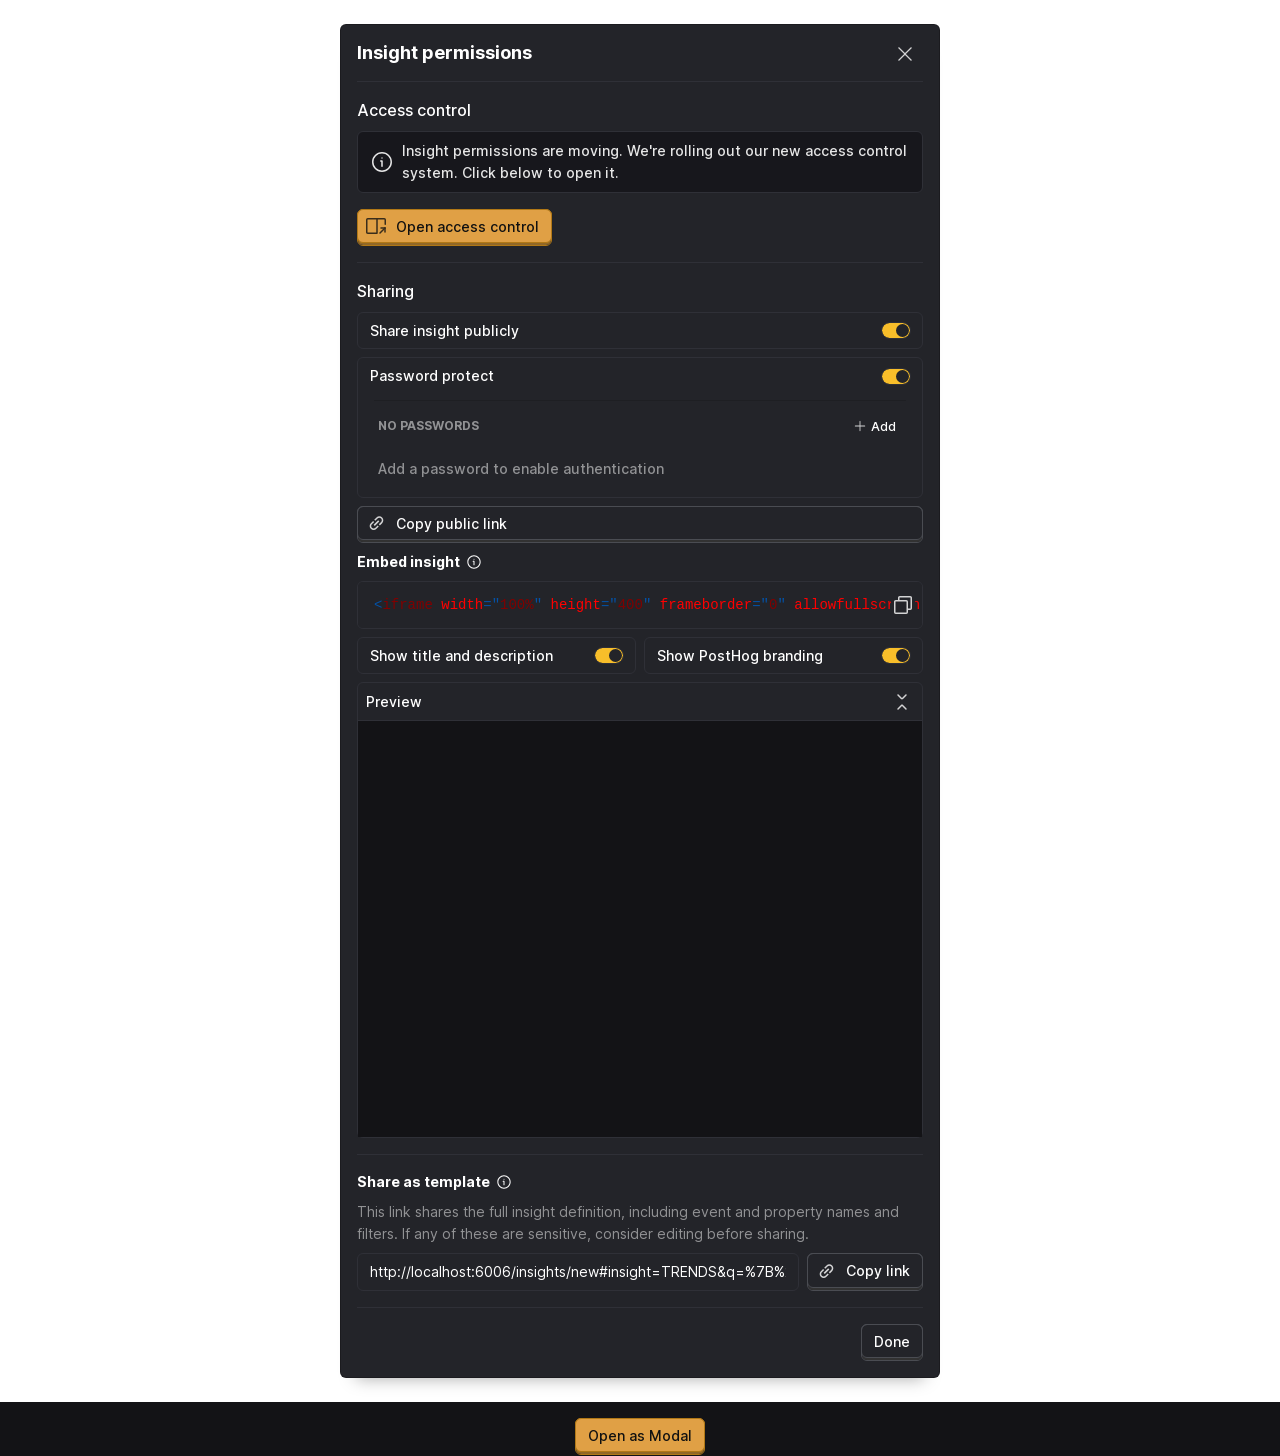 Insight permissions
Access control
Insight permissions are moving. We're rolling out our new access control
system. Click below to open it.
Open access control
Sharing
Share insight publicly
Password protect
NO PASSWORDS
Add
Add a password to enable authentication
Copy public link
Embed insight
<iframe width="100%" height="400" frameborder="0" allowfullscreen
Show title and description
Show PostHog branding
Preview
Share as template
This link shares the full insight definition, including event and property names and
filters. If any of these are sensitive, consider editing before sharing.
http://localhost:6006/insights/new#insight=TRENDS&q=%7B%
Copy link
Done
Open as Modal